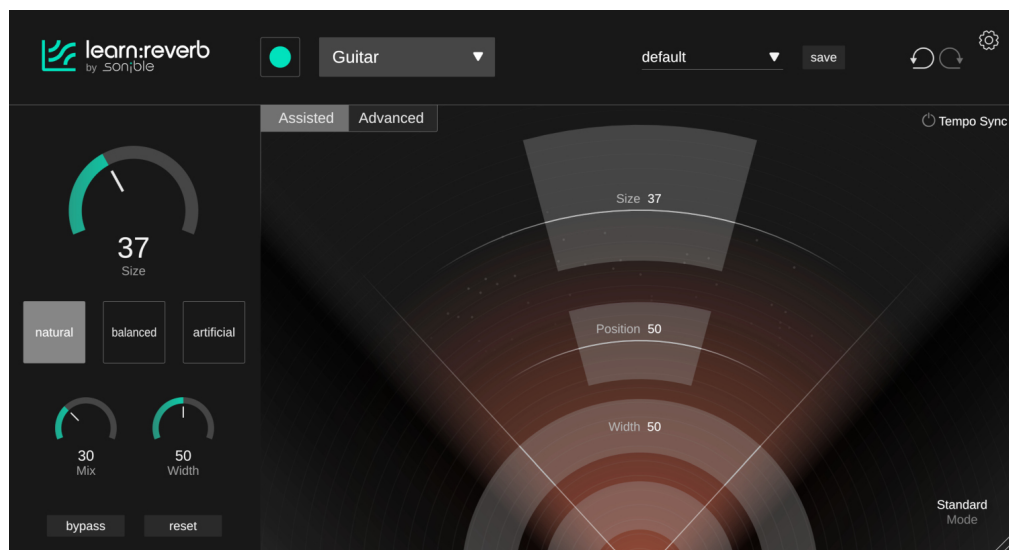 learn:reverb
by sonible
Guitar
default
save
Assisted
Advanced
Tempo Sync
37
Size
natural
balanced
artificial
30
Mix
50
Width
bypass
reset
Size 37
Position 50
Width 50
Standard
Mode